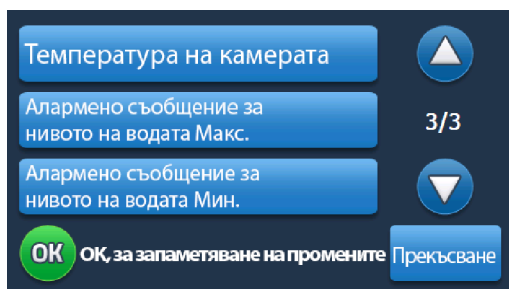 Температура на камерата
Алармено съобщение за
нивото на водата Макс.
3/3
Алармено съобщение за
нивото на водата Мин.
OK OK, за запаметяване на промените Прекъсване